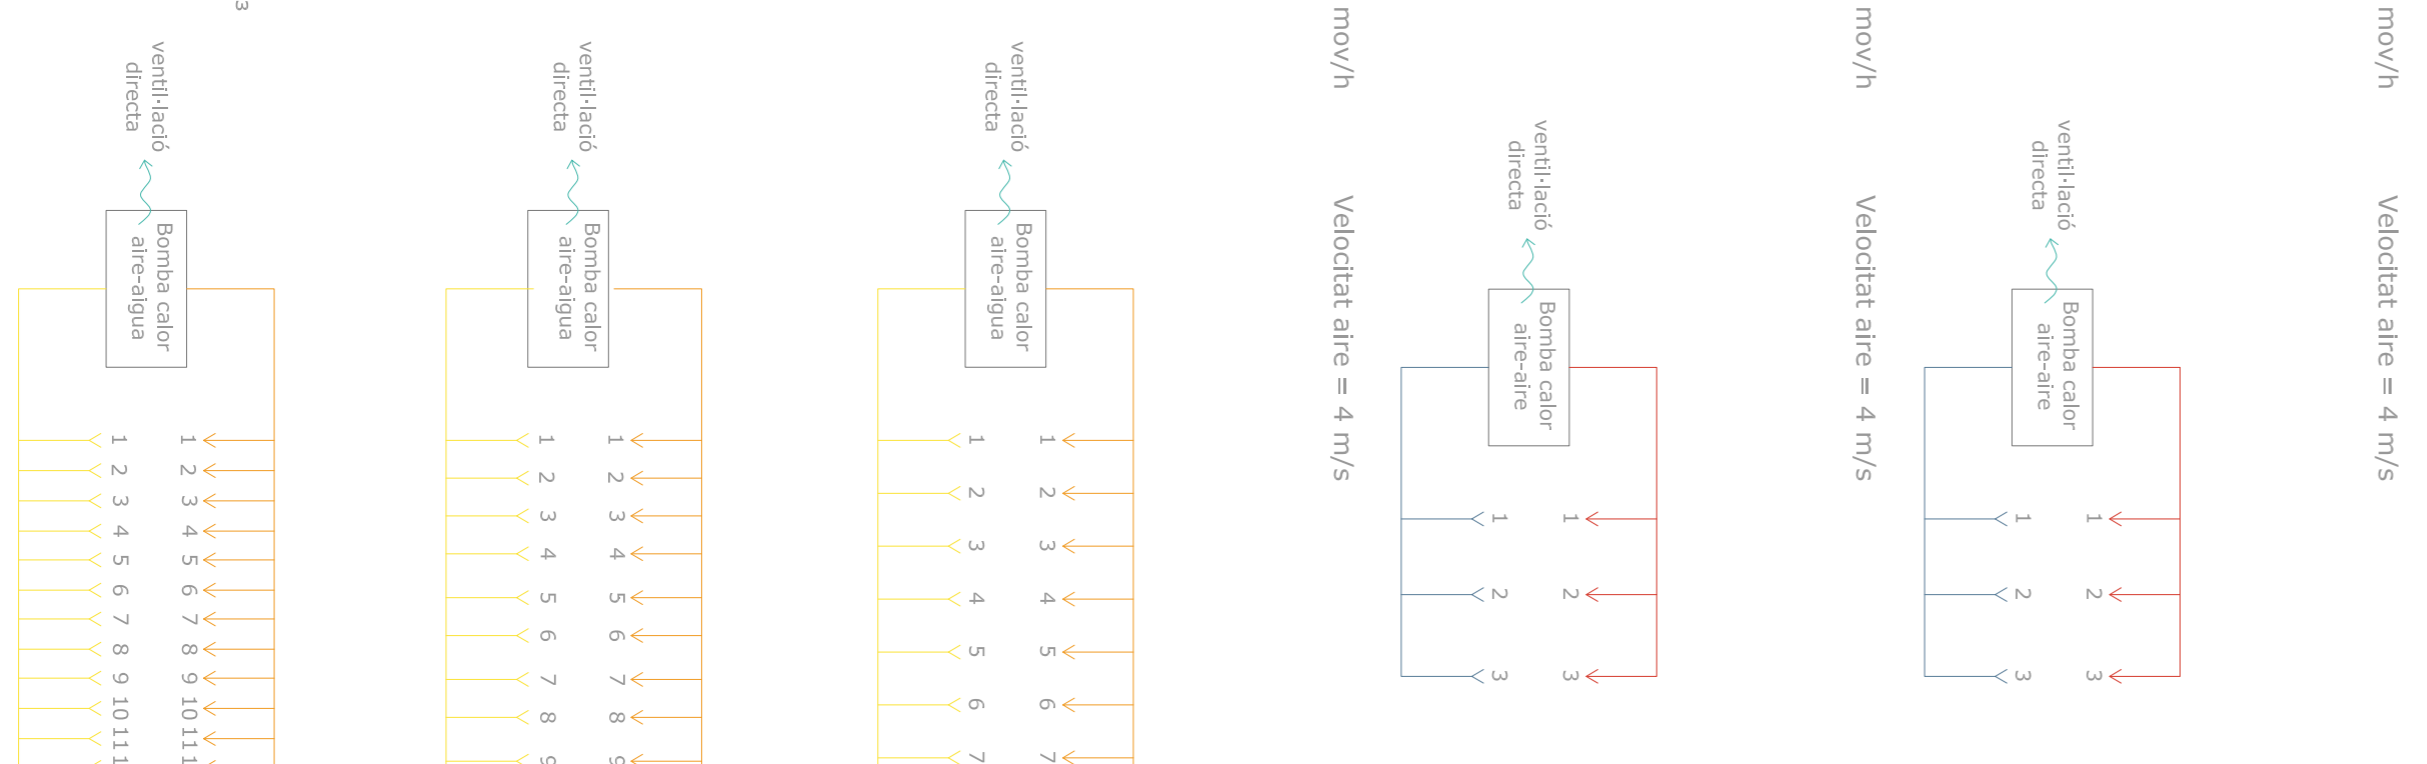 mov/h
Velocitat aire = 4 m/s
ventil·lació
directa
Bomba calor
aire-aire
1 2 3
1 2 3
mov/h
Velocitat aire = 4 m/s
ventil·lació
directa
Bomba calor
aire-aire
1 2 3
1 2 3
mov/h
Velocitat aire = 4 m/s
ventil·lació
directa
Bomba calor
aire-aigua
1 2 3 4 5 6 7
1 2 3 4 5 6 7
ventil·lació
directa
Bomba calor
aire-aigua
1 2 3 4 5 6 7 8 9
1 2 3 4 5 6 7 8 9
3
ventil·lació
directa
Bomba calor
aire-aigua
1 2 3 4 5 6 7 8 9 10 11
1 2 3 4 5 6 7 8 9 10 11